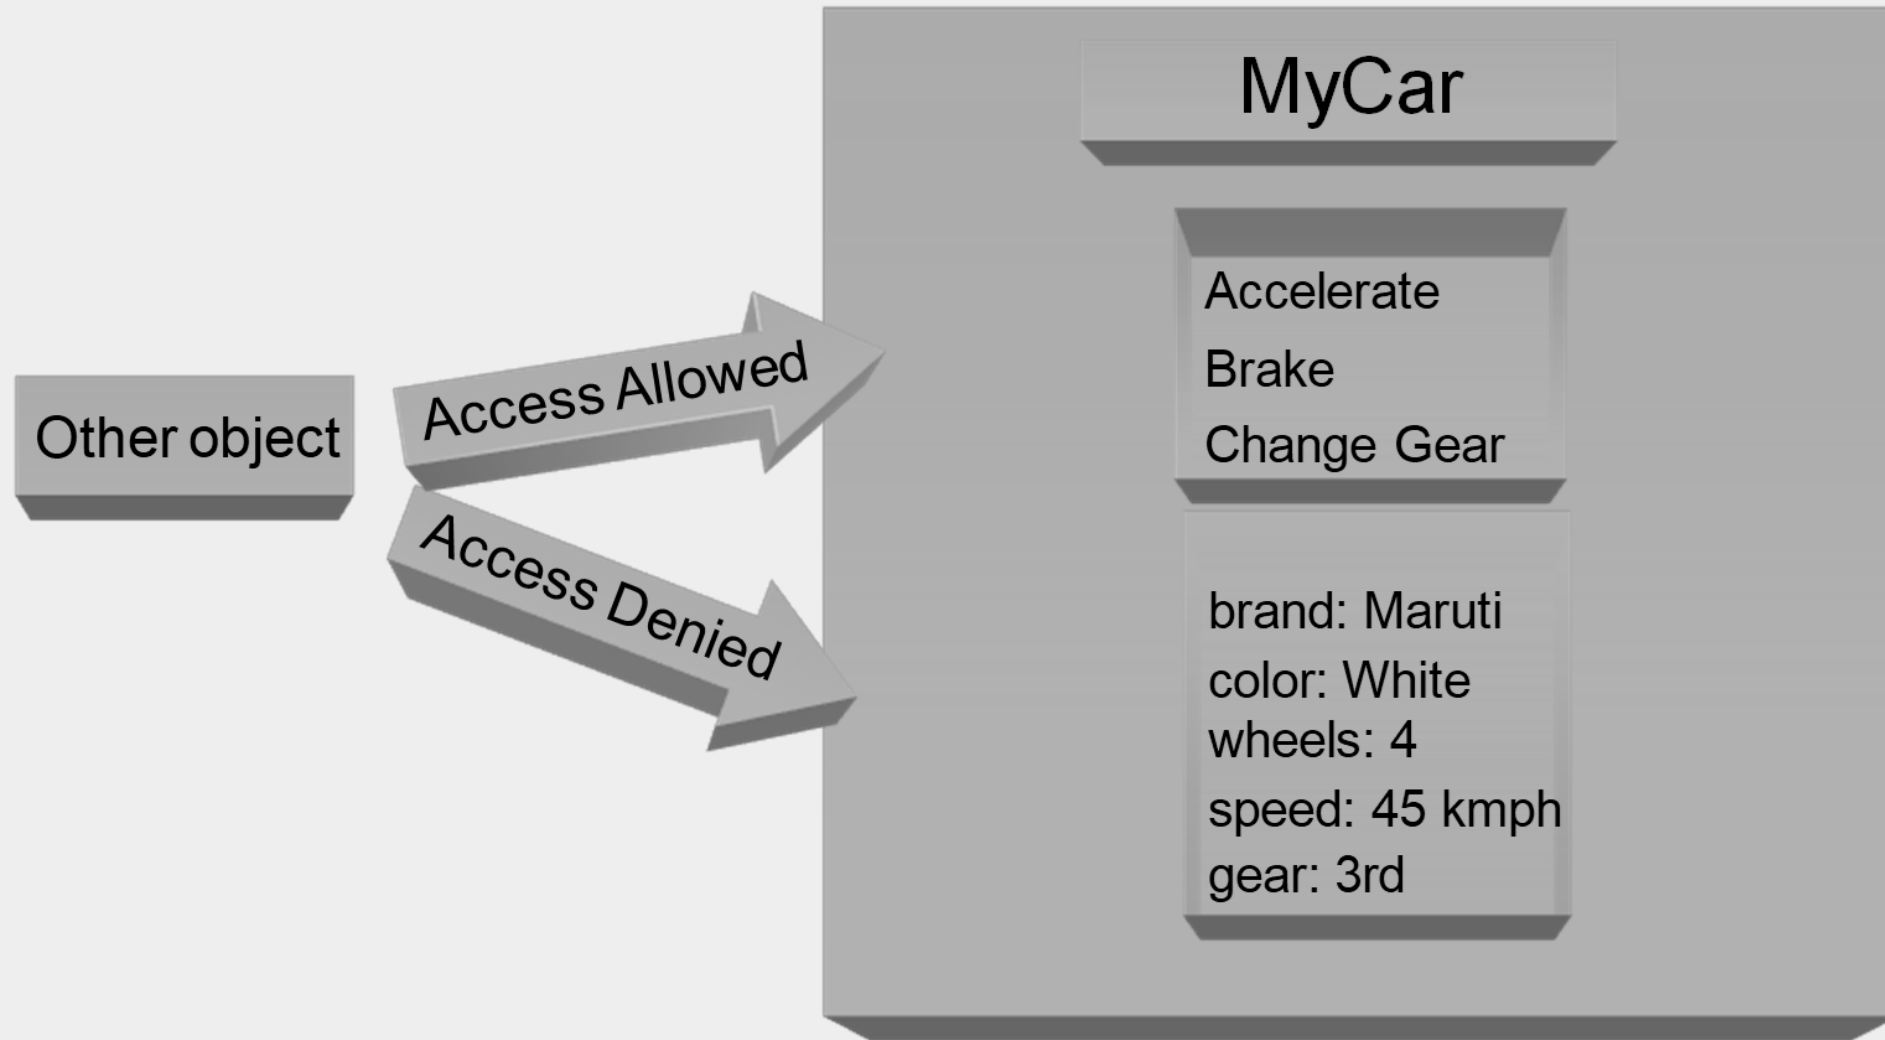 MyCar
Accelerate
Brake
Change Gear
Access Allowed
Other object
Access Denied
brand: Maruti
color: White
wheels: 4
speed: 45 kmph
gear: 3rd